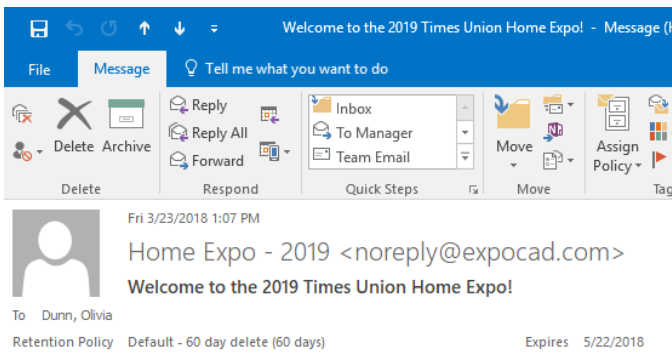 Welcome to the 2019 Times Union Home Expo! - Message (
File Message Tell me what you want to do
Reply Inbox
Reply All To Manager
Delete Archive Forward Team Email Move Assign Policy
Delete Respond Quick Steps Move Tag
Fri 3/23/2018 1:07 PM
Home Expo - 2019 <noreply@expocad.com>
Welcome to the 2019 Times Union Home Expo!
To Dunn, Olivia
Retention Policy Default - 60 day delete (60 days) Expires 5/22/2018